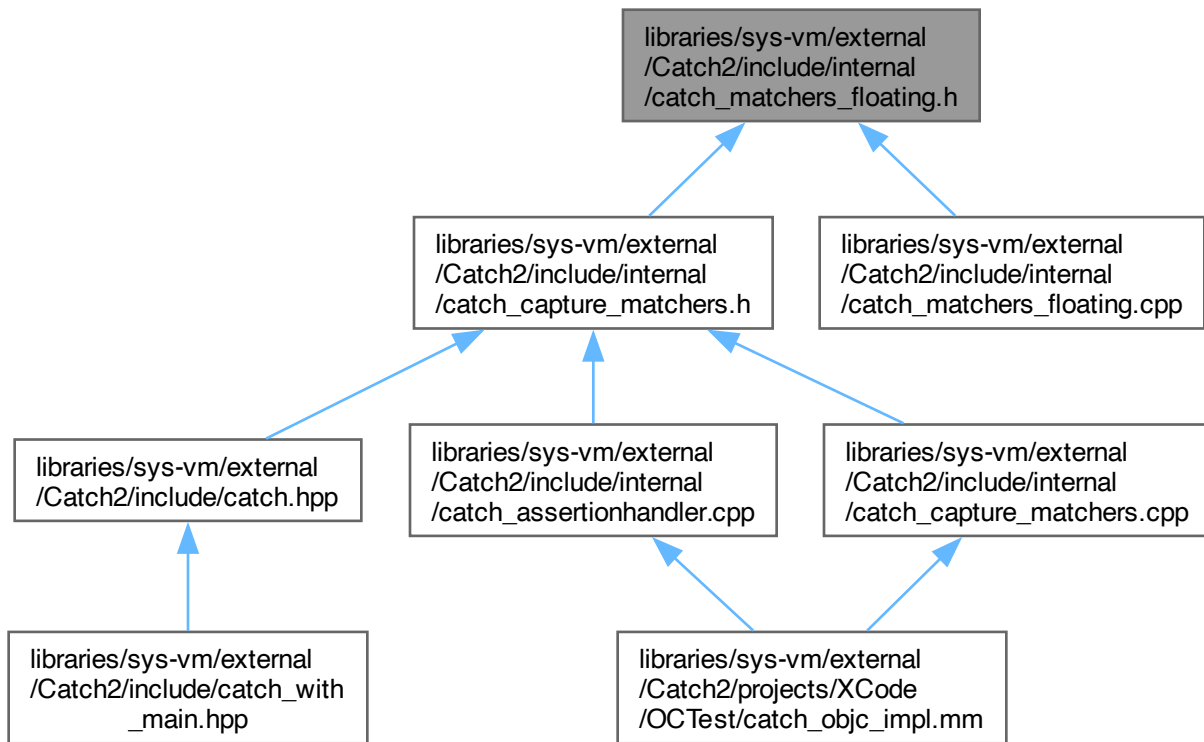 libraries/sys-vm/external
/Catch2/include/internal
/catch_matchers_floating.h
libraries/sys-vm/external
/Catch2/include/internal
/catch_capture_matchers.h
libraries/sys-vm/external
/Catch2/include/internal
/catch_matchers_floating.cpp
libraries/sys-vm/external
/Catch2/include/catch.hpp
libraries/sys-vm/external
/Catch2/include/internal
/catch_assertionhandler.cpp
libraries/sys-vm/external
/Catch2/include/internal
/catch_capture_matchers.cpp
libraries/sys-vm/external
/Catch2/include/catch_with
_main.hpp
libraries/sys-vm/external
/Catch2/projects/XCode
/OCTest/catch_objc_impl.mm